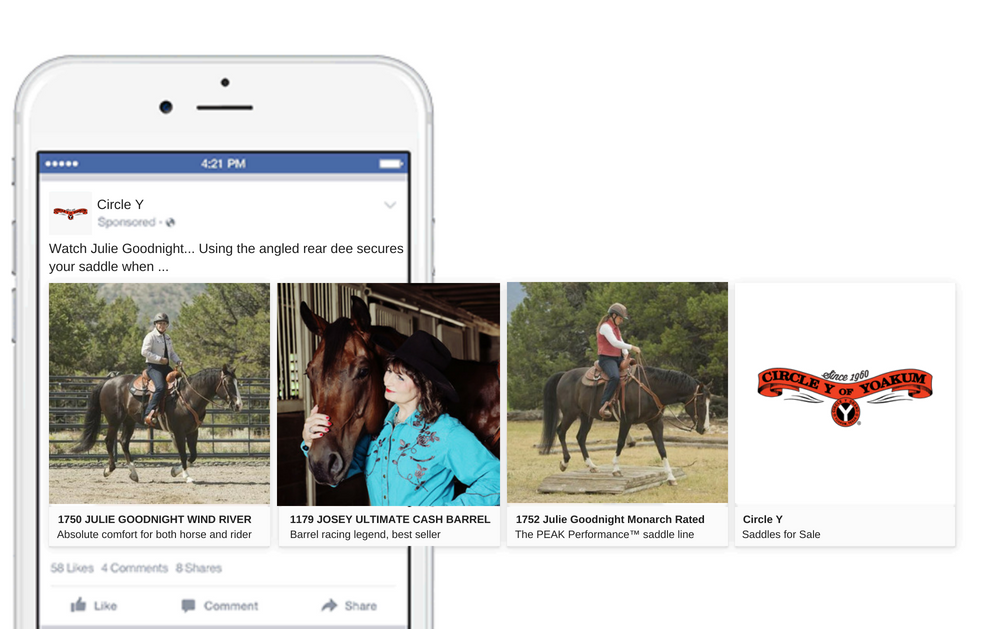 4:21 PM
Circle Y
Sponsored ·
Watch Julie Goodnight... Using the angled rear dee secures
your saddle when ...
Since 1960
CIRCLE Y OF YOAKUM
Y
1750 JULIE GOODNIGHT WIND RIVER
Absolute comfort for both horse and rider
1179 JOSEY ULTIMATE CASH BARREL
Barrel racing legend, best seller
1752 Julie Goodnight Monarch Rated
The PEAK Performance™ saddle line
Circle Y
Saddles for Sale
58 Likes 4 Comments 8 Shares
Like Comment Share